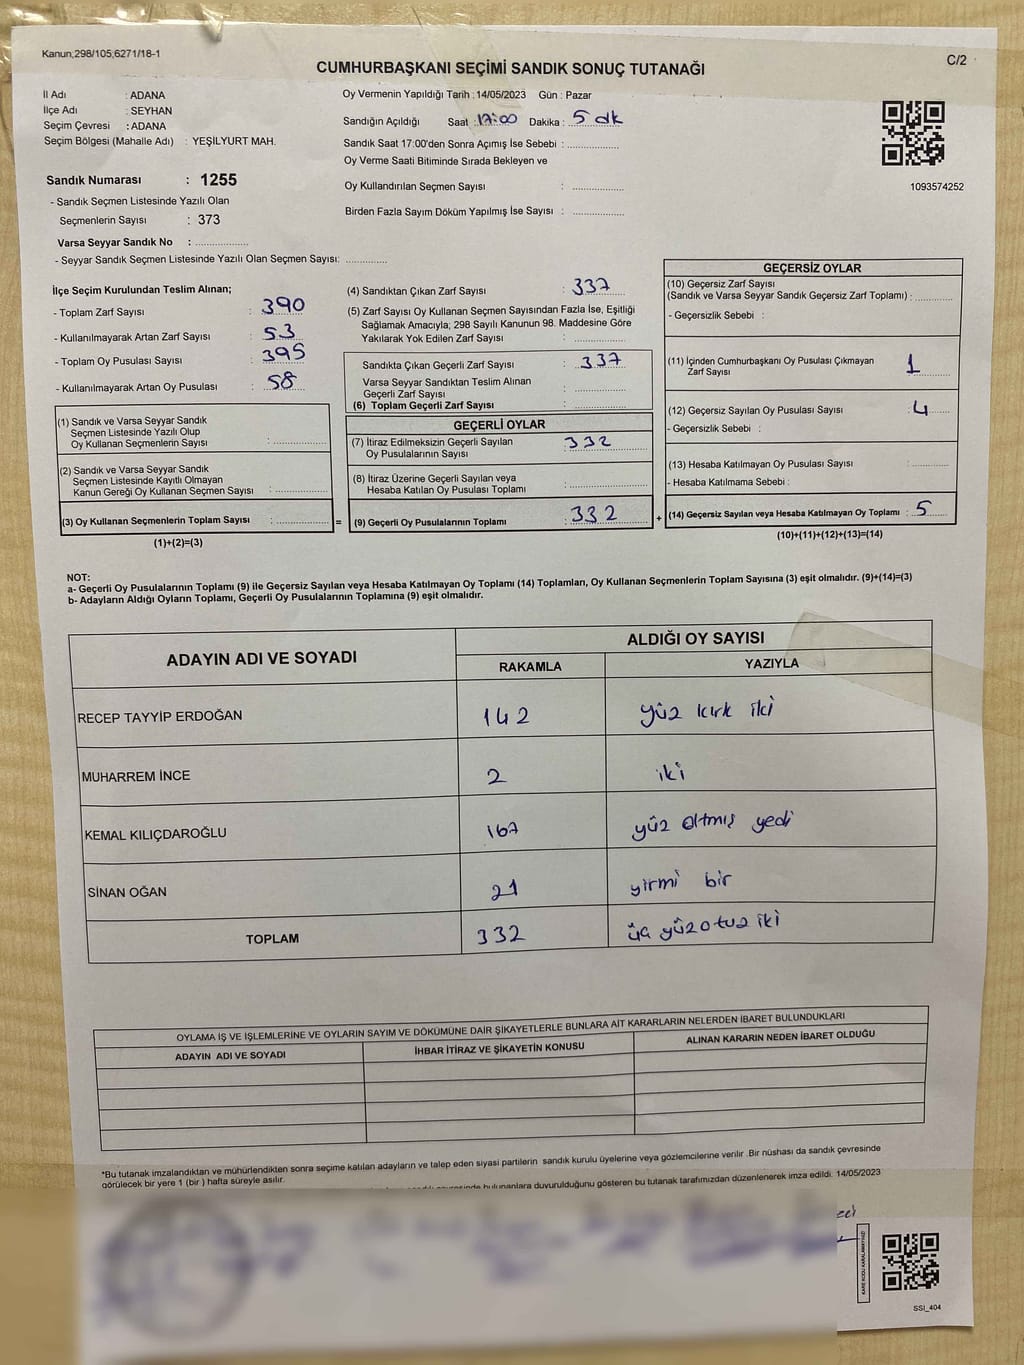 Kanun;298/105;6271/18-1
C/2
CUMHURBAŞKANI SEÇİMİ SANDIK SONUÇ TUTANAĞI
İl Adı : ADANA
İlçe Adı : SEYHAN
Seçim Çevresi : ADANA
Seçim Bölgesi (Mahalle Adı) : YEŞİLYURT MAH.
Sandık Numarası : 1255
- Sandık Seçmen Listesinde Yazılı Olan
Seçmenlerin Sayısı : 373
Varsa Seyyar Sandık No : ..................
- Seyyar Sandık Seçmen Listesinde Yazılı Olan Seçmen Sayısı: ..............
Oy Vermenin Yapıldığı Tarih : 14/05/2023 Gün : Pazar
Sandığın Açıldığı Saat : 17:00 Dakika : 5 dk
Sandık Saat 17:00'den Sonra Açımış İse Sebebi : ..................
Oy Verme Saati Bitiminde Sırada Bekleyen ve
Oy Kullandırılan Seçmen Sayısı : ..................
Birden Fazla Sayım Döküm Yapılmış İse Sayısı : ..................
1093574252
İlçe Seçim Kurulundan Teslim Alınan;
- Toplam Zarf Sayısı : 390
- Kullanılmayarak Artan Zarf Sayısı : 53
- Toplam Oy Pusulası Sayısı : 395
- Kullanılmayarak Artan Oy Pusulası : 58
(1) Sandık ve Varsa Seyyar Sandık
Seçmen Listesinde Yazılı Olup
Oy Kullanan Seçmenlerin Sayısı : ..................
(2) Sandık ve Varsa Seyyar Sandık
Seçmen Listesinde Kayıtlı Olmayan
Kanun Gereği Oy Kullanan Seçmen Sayısı : ..................
(3) Oy Kullanan Seçmenlerin Toplam Sayısı : .................. =
(1)+(2)=(3)
(4) Sandıktan Çıkan Zarf Sayısı : 337
(5) Zarf Sayısı Oy Kullanan Seçmen Sayısından Fazla İse, Eşitliği
Sağlamak Amacıyla; 298 Sayılı Kanunun 98. Maddesine Göre
Yakılarak Yok Edilen Zarf Sayısı : ..................
Sandıkta Çıkan Geçerli Zarf Sayısı : 337
Varsa Seyyar Sandıktan Teslim Alınan
Geçerli Zarf Sayısı : ..................
(6) Toplam Geçerli Zarf Sayısı : ..................
GEÇERLİ OYLAR
(7) İtiraz Edilmeksizin Geçerli Sayılan
Oy Pusulalarının Sayısı : 332
(8) İtiraz Üzerine Geçerli Sayılan veya
Hesaba Katılan Oy Pusulası Toplamı : ..................
(9) Geçerli Oy Pusulalarının Toplamı : 332 +
GEÇERSİZ OYLAR
(10) Geçersiz Zarf Sayısı
(Sandık ve Varsa Seyyar Sandık Geçersiz Zarf Toplamı) : .............
- Geçersizlik Sebebi :
(11) İçinden Cumhurbaşkanı Oy Pusulası Çıkmayan
Zarf Sayısı : 1
(12) Geçersiz Sayılan Oy Pusulası Sayısı : 4
- Geçersizlik Sebebi :
(13) Hesaba Katılmayan Oy Pusulası Sayısı : .............
- Hesaba Katılmama Sebebi :
(14) Geçersiz Sayılan veya Hesaba Katılmayan Oy Toplamı : 5
(10)+(11)+(12)+(13)=(14)
NOT:
a- Geçerli Oy Pusulalarının Toplamı (9) ile Geçersiz Sayılan veya Hesaba Katılmayan Oy Toplamı (14) Toplamları, Oy Kullanan Seçmenlerin Toplam Sayısına (3) eşit olmalıdır. (9)+(14)=(3)
b- Adayların Aldığı Oyların Toplamı, Geçerli Oy Pusulalarının Toplamına (9) eşit olmalıdır.
ADAYIN ADI VE SOYADI ALDIĞI OY SAYISI
RAKAMLA YAZIYLA
RECEP TAYYİP ERDOĞAN 142 yüz kırk iki
MUHARREM İNCE 2 iki
KEMAL KILIÇDAROĞLU 167 yüz altmış yedi
SİNAN OĞAN 21 yirmi bir
TOPLAM 332 üç yüz otuz iki
OYLAMA İŞ VE İŞLEMLERİNE VE OYLARIN SAYIM VE DÖKÜMÜNE DAİR ŞİKAYETLERLE BUNLARA AİT KARARLARIN NELERDEN İBARET BULUNDUKLARI
ADAYIN ADI VE SOYADI İHBAR İTİRAZ VE ŞİKAYETİN KONUSU ALINAN KARARIN NEDEN İBARET OLDUĞU
*Bu tutanak imzalandıktan ve mühürlendikten sonra seçime katılan adayların ve talep eden siyasi partilerin sandık kurulu üyelerine veya gözlemcilerine verilir .Bir nüshası da sandık çevresinde
görülecek bir yere 1 (bir ) hafta süreyle asılır.
bulunanlara duyurulduğunu gösteren bu tutanak tarafımızdan düzenlenerek imza edildi. 14/05/2023
KARE KODU KARALAMAYINIZ!
SSI_404